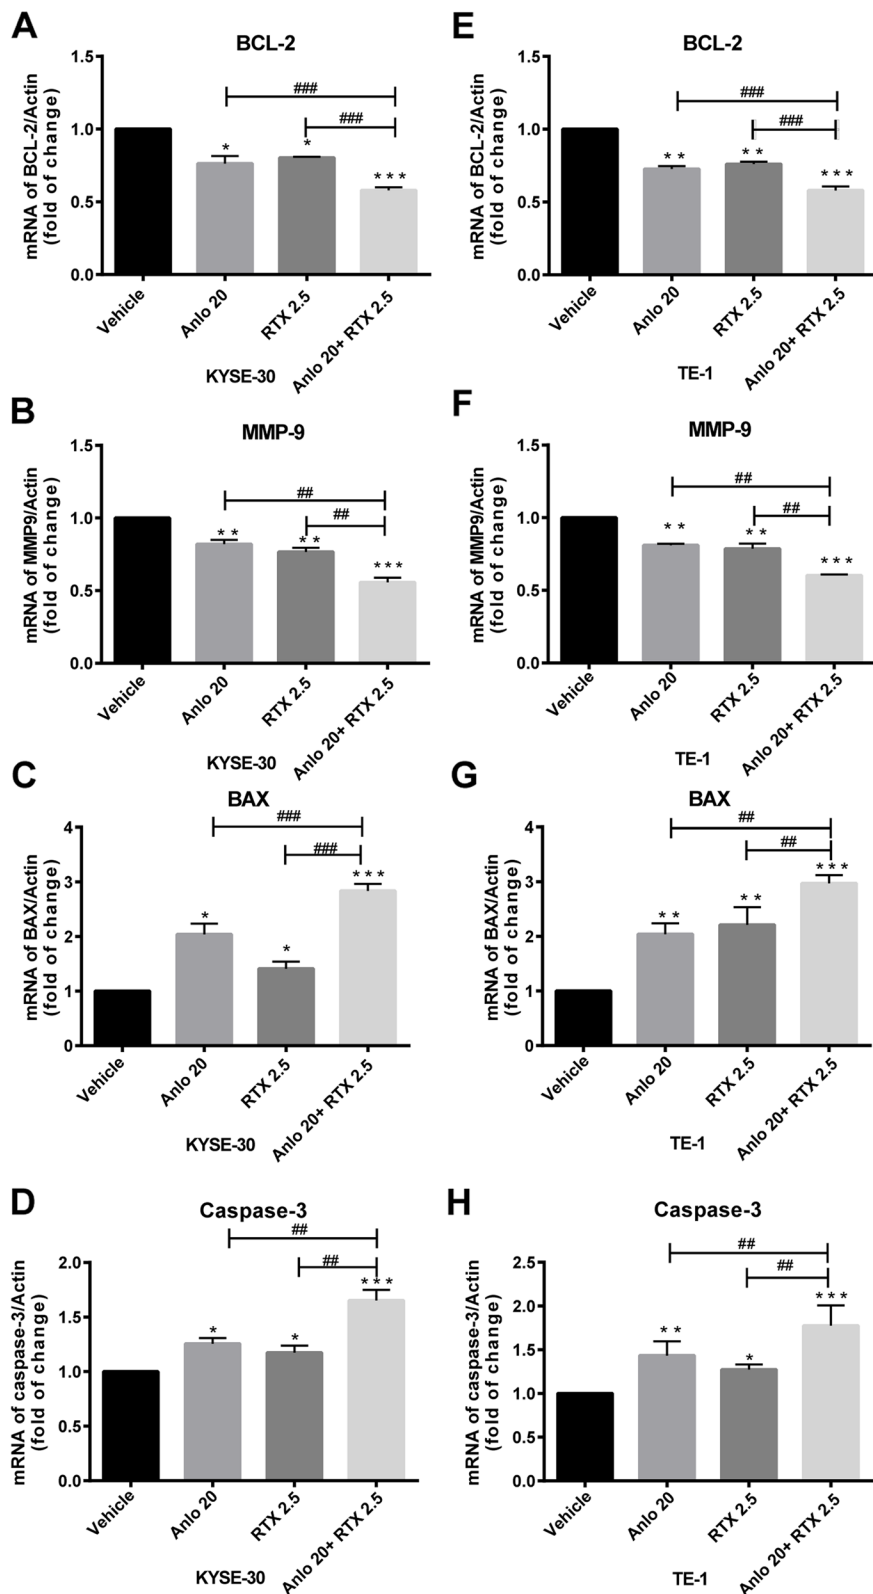 A
BCL-2
mRNA of BCL-2/Actin
(fold of change)
1.5
1.0
0.5
0.0
###
###
*
*
***
Vehicle
Anlo 20
RTX 2.5
Anlo 20+ RTX 2.5
KYSE-30
E
BCL-2
mRNA of BCL-2/Actin
(fold of change)
1.5
1.0
0.5
0.0
###
###
**
**
***
Vehicle
Anlo 20
RTX 2.5
Anlo 20+ RTX 2.5
TE-1
B
MMP-9
mRNA of MMP9/Actin
(fold of change)
1.5
1.0
0.5
0.0
##
##
**
**
***
Vehicle
Anlo 20
RTX 2.5
Anlo 20+ RTX 2.5
KYSE-30
F
MMP-9
mRNA of MMP9/Actin
(fold of change)
1.5
1.0
0.5
0.0
##
##
**
**
***
Vehicle
Anlo 20
RTX 2.5
Anlo 20+ RTX 2.5
TE-1
C
BAX
mRNA of BAX/Actin
(fold of change)
4
3
2
1
0
###
###
*
*
***
Vehicle
Anlo 20
RTX 2.5
Anlo 20+ RTX 2.5
KYSE-30
G
BAX
mRNA of BAX/Actin
(fold of change)
4
3
2
1
0
##
##
**
**
***
Vehicle
Anlo 20
RTX 2.5
Anlo 20+ RTX 2.5
TE-1
D
Caspase-3
mRNA of caspase-3/Actin
(fold of change)
2.0
1.5
1.0
0.5
0.0
##
##
*
*
***
Vehicle
Anlo 20
RTX 2.5
Anlo 20+ RTX 2.5
KYSE-30
H
Caspase-3
mRNA of caspase-3/Actin
(fold of change)
2.5
2.0
1.5
1.0
0.5
0.0
##
##
**
*
***
Vehicle
Anlo 20
RTX 2.5
Anlo 20+ RTX 2.5
TE-1